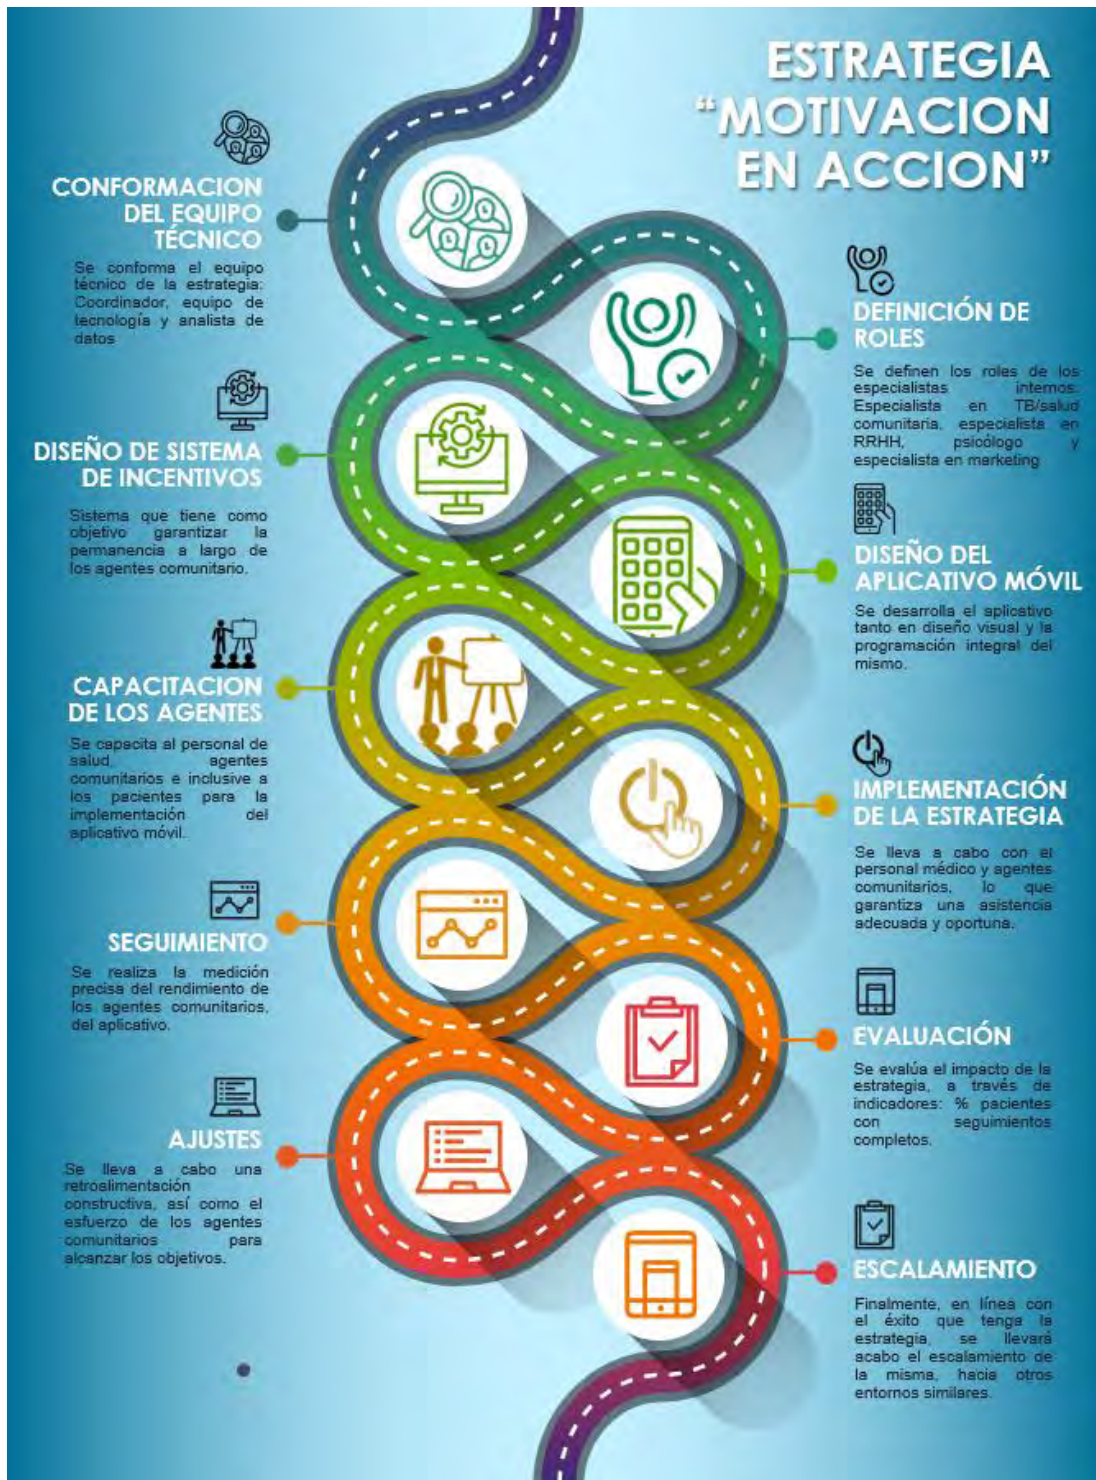 ESTRATEGIA
“MOTIVACION
EN ACCION”
CONFORMACION
DEL EQUIPO
TÉCNICO
Se conforma el equipo
técnico de la estrategia:
Coordinador, equipo de
tecnología y analista de
datos
DEFINICIÓN DE
ROLES
Se definen los roles de los
especialistas internos:
Especialista en TB/salud
comunitaria, especialista en
RRHH, psicólogo y
especialista en marketing
DISEÑO DE SISTEMA
DE INCENTIVOS
Sistema que tiene como
objetivo garantizar la
permanencia a largo de
los agentes comunitario.
DISEÑO DEL
APLICATIVO MÓVIL
Se desarrolla el aplicativo
tanto en diseño visual y la
programación integral del
mismo.
CAPACITACION
DE LOS AGENTES
Se capacita al personal de
salud, agentes
comunitarios e inclusive a
los pacientes para la
implementación del
aplicativo móvil.
IMPLEMENTACIÓN
DE LA ESTRATEGIA
Se lleva a cabo con el
personal médico y agentes
comunitarios, lo que
garantiza una asistencia
adecuada y oportuna.
SEGUIMIENTO
Se realiza la medición
precisa del rendimiento de
los agentes comunitarios,
del aplicativo.
EVALUACIÓN
Se evalúa el impacto de la
estrategia, a través de
indicadores: % pacientes
con seguimientos
completos.
AJUSTES
Se lleva a cabo una
retroalimentación
constructiva, así como el
esfuerzo de los agentes
comunitarios para
alcanzar los objetivos.
ESCALAMIENTO
Finalmente, en línea con
el éxito que tenga la
estrategia, se llevará
acabo el escalamiento de
la misma, hacia otros
entornos similares.